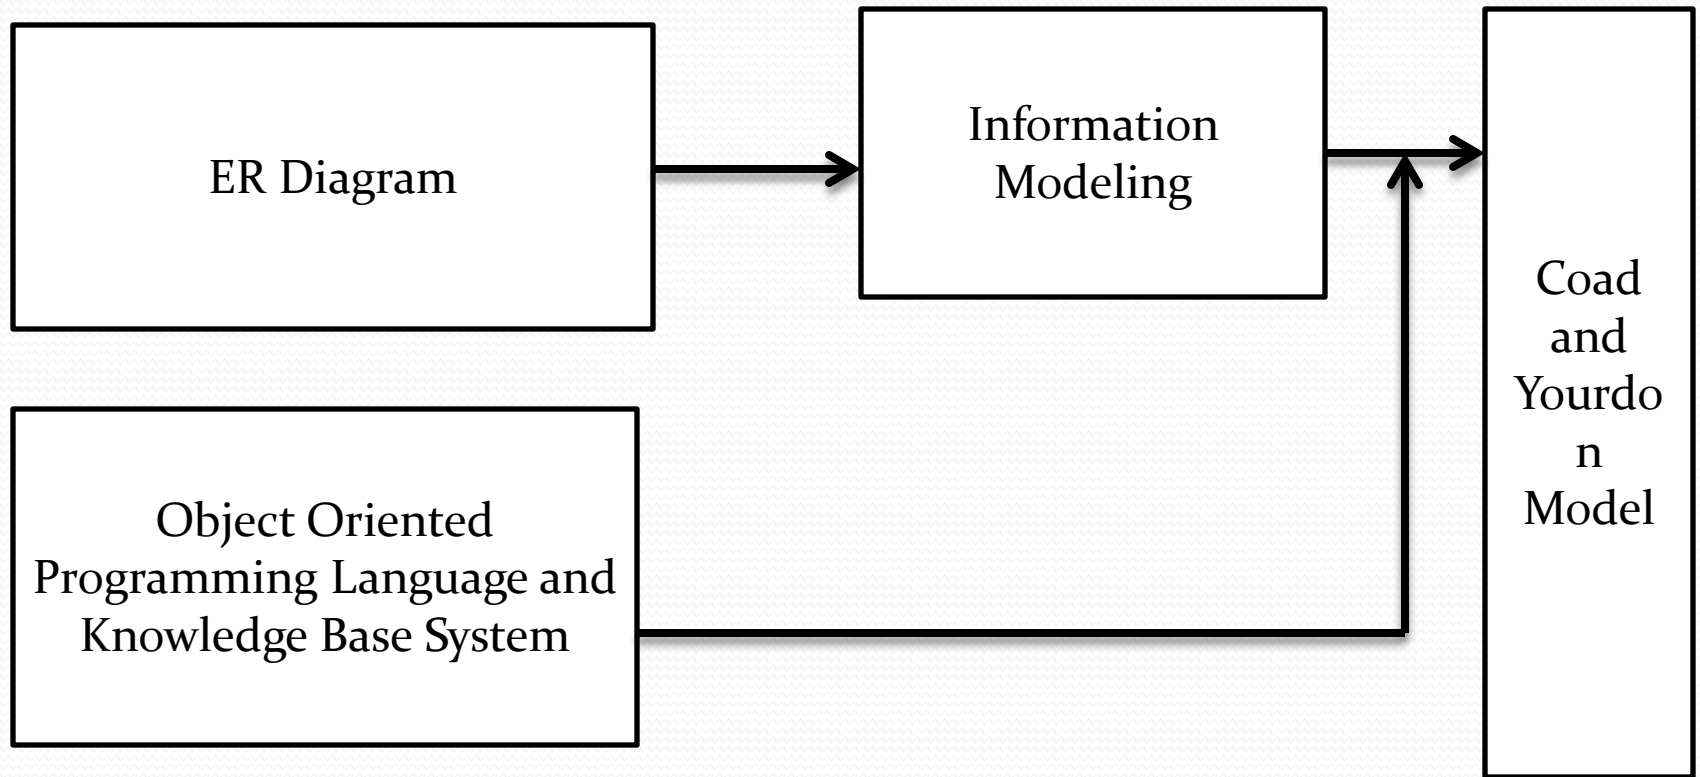 ER Diagram
Information
Modeling
Object Oriented
Programming Language and
Knowledge Base System
Coad
and
Yourdo
n
Model